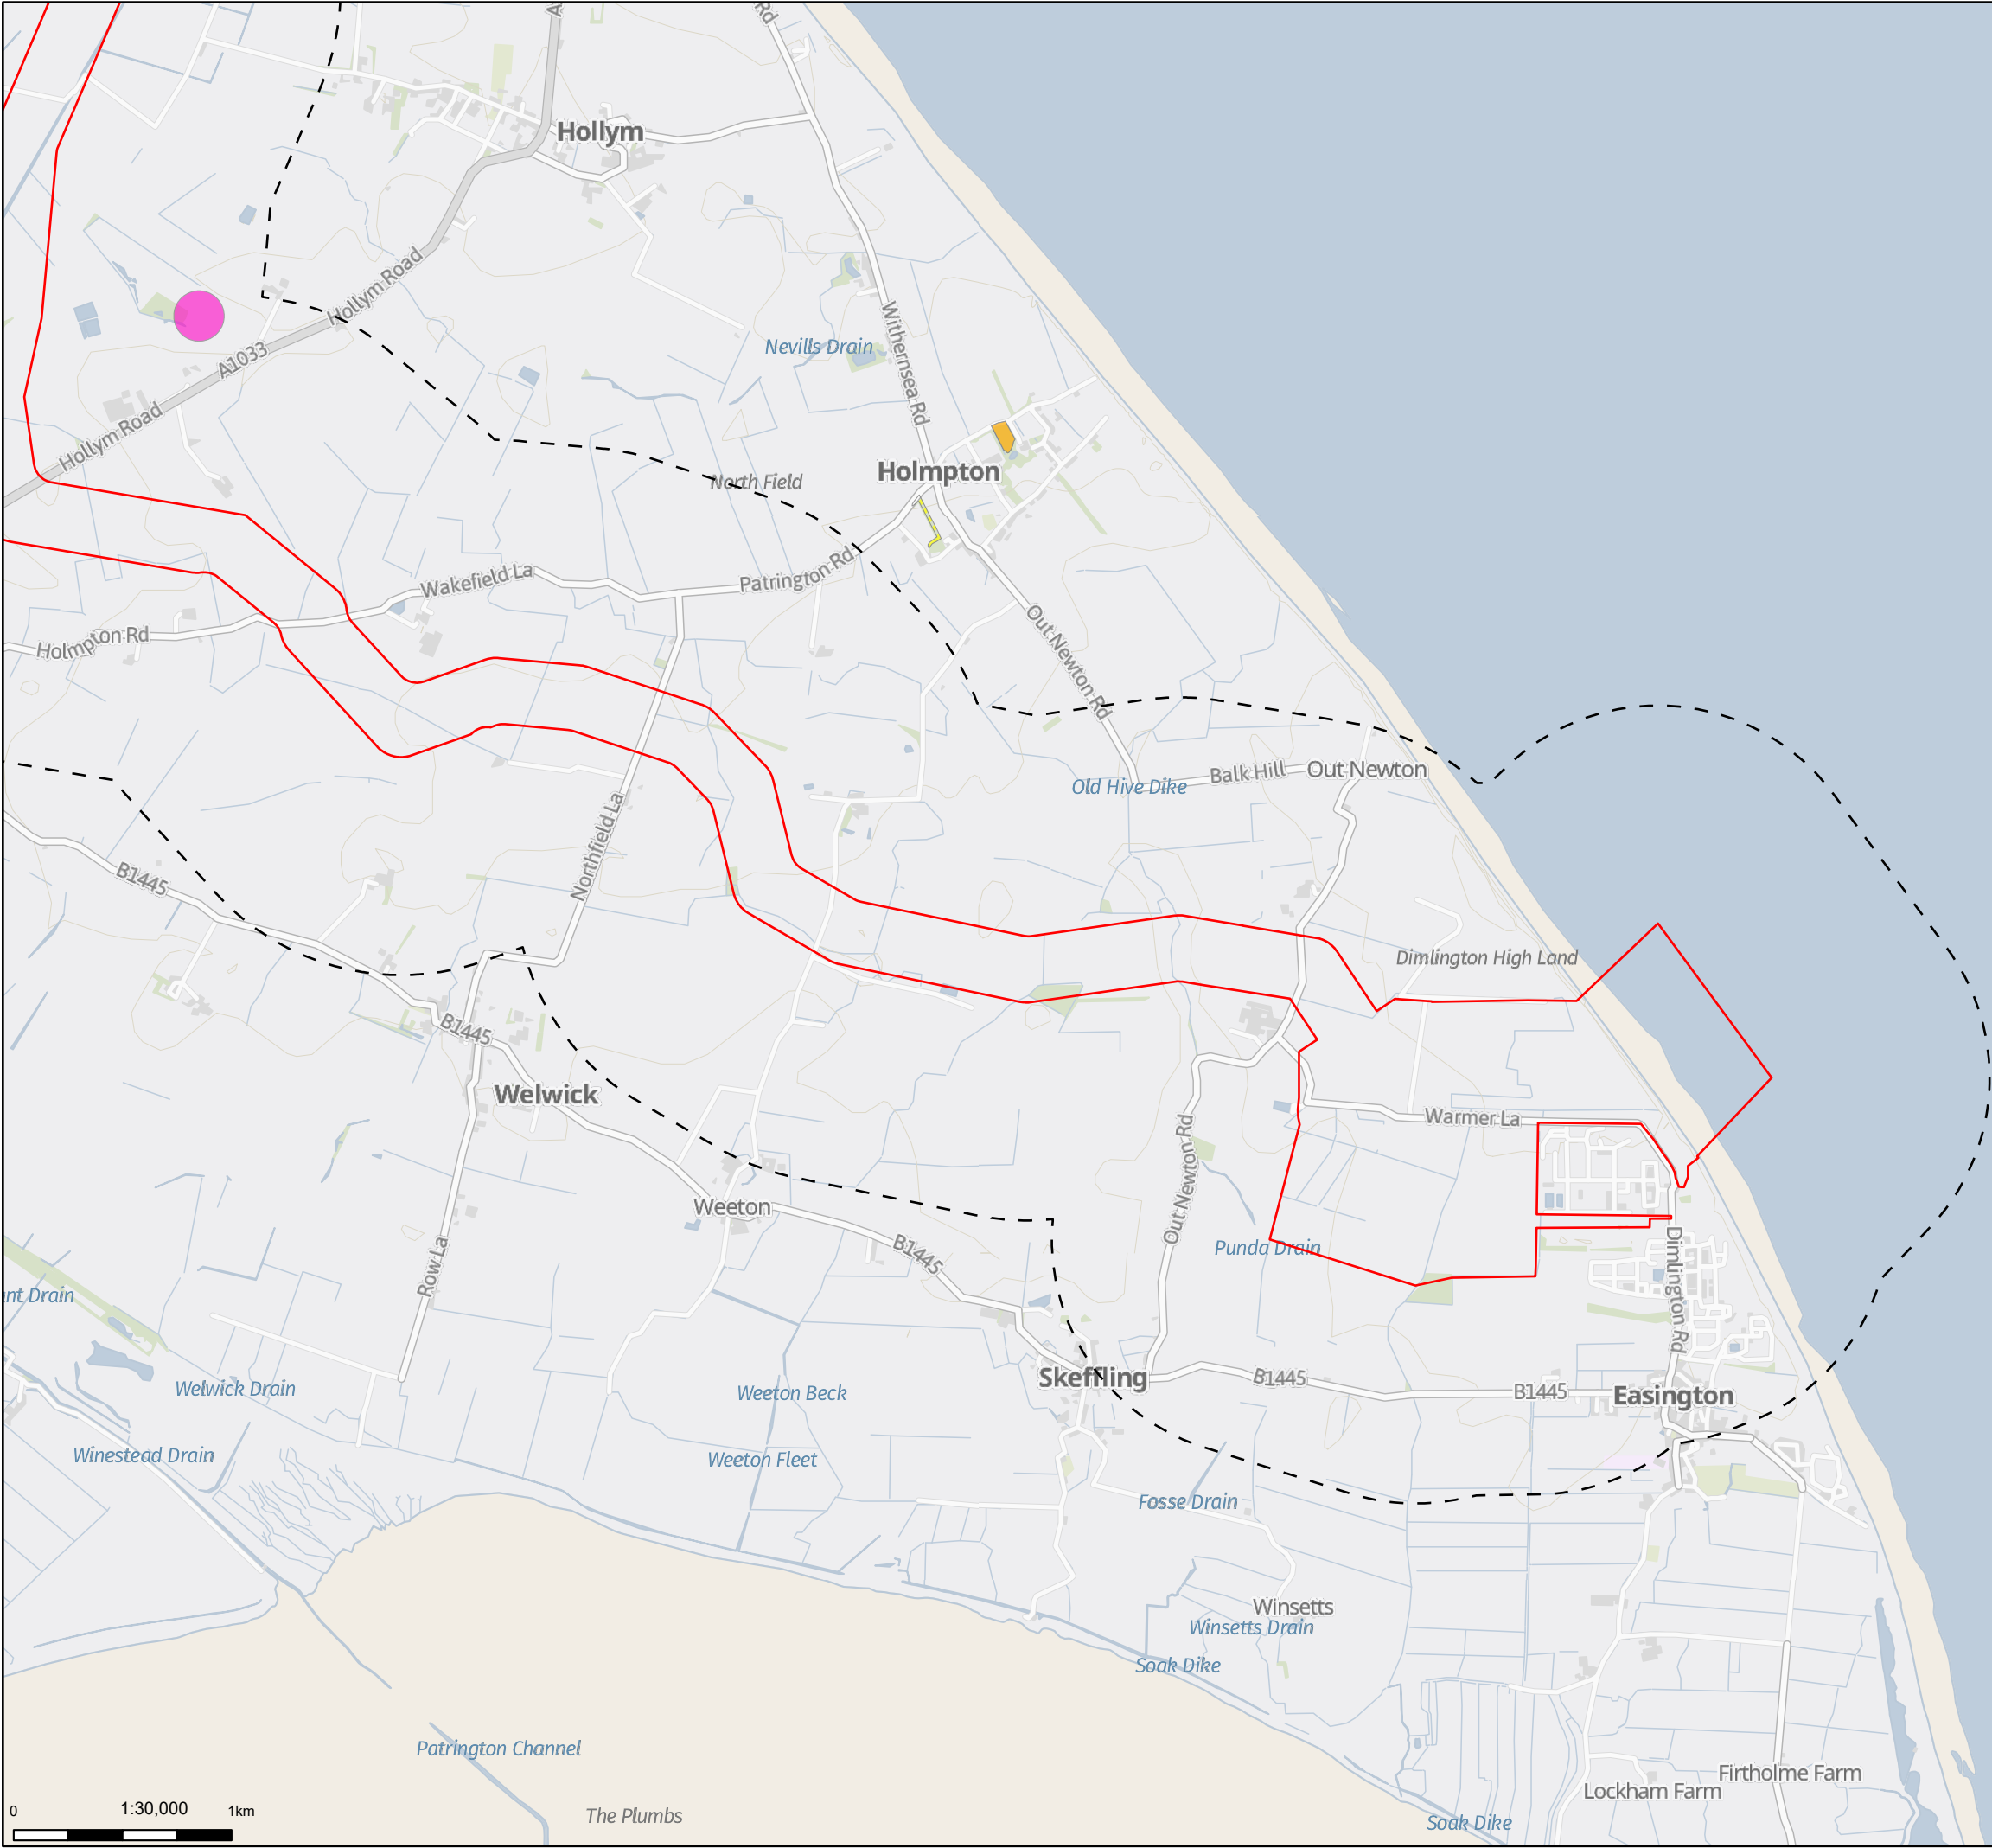 A
Rd
Hollym
Hollym Road
A1033
Hollym Road
Nevills Drain
Withernsea Rd
North Field
Holmpton
Wakefield La
Patrington Rd
Holmpton Rd
Out Newton Rd
Old Hive Dike
Balk Hill
Out Newton
Northfield La
B1445
Dimlington High Land
B1445
Welwick
Warmer La
Out Newton Rd
Weeton
B1445
Punda Drain
Row La
Dimlington Rd
nt Drain
Skeffling
B1445
B1445
Easington
Welwick Drain
Weeton Beck
Winestead Drain
Weeton Fleet
Fosse Drain
Winsetts
Winsetts Drain
Soak Dike
Patrington Channel
Firtholme Farm
Lockham Farm
The Plumbs
Soak Dike
0 1:30,000 1km